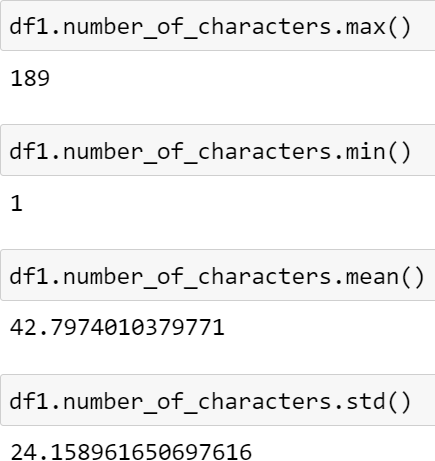 df1.number_of_characters.max()
189
df1.number_of_characters.min()
1
df1.number_of_characters.mean()
42.7974010379771
df1.number_of_characters.std()
24.158961650697616